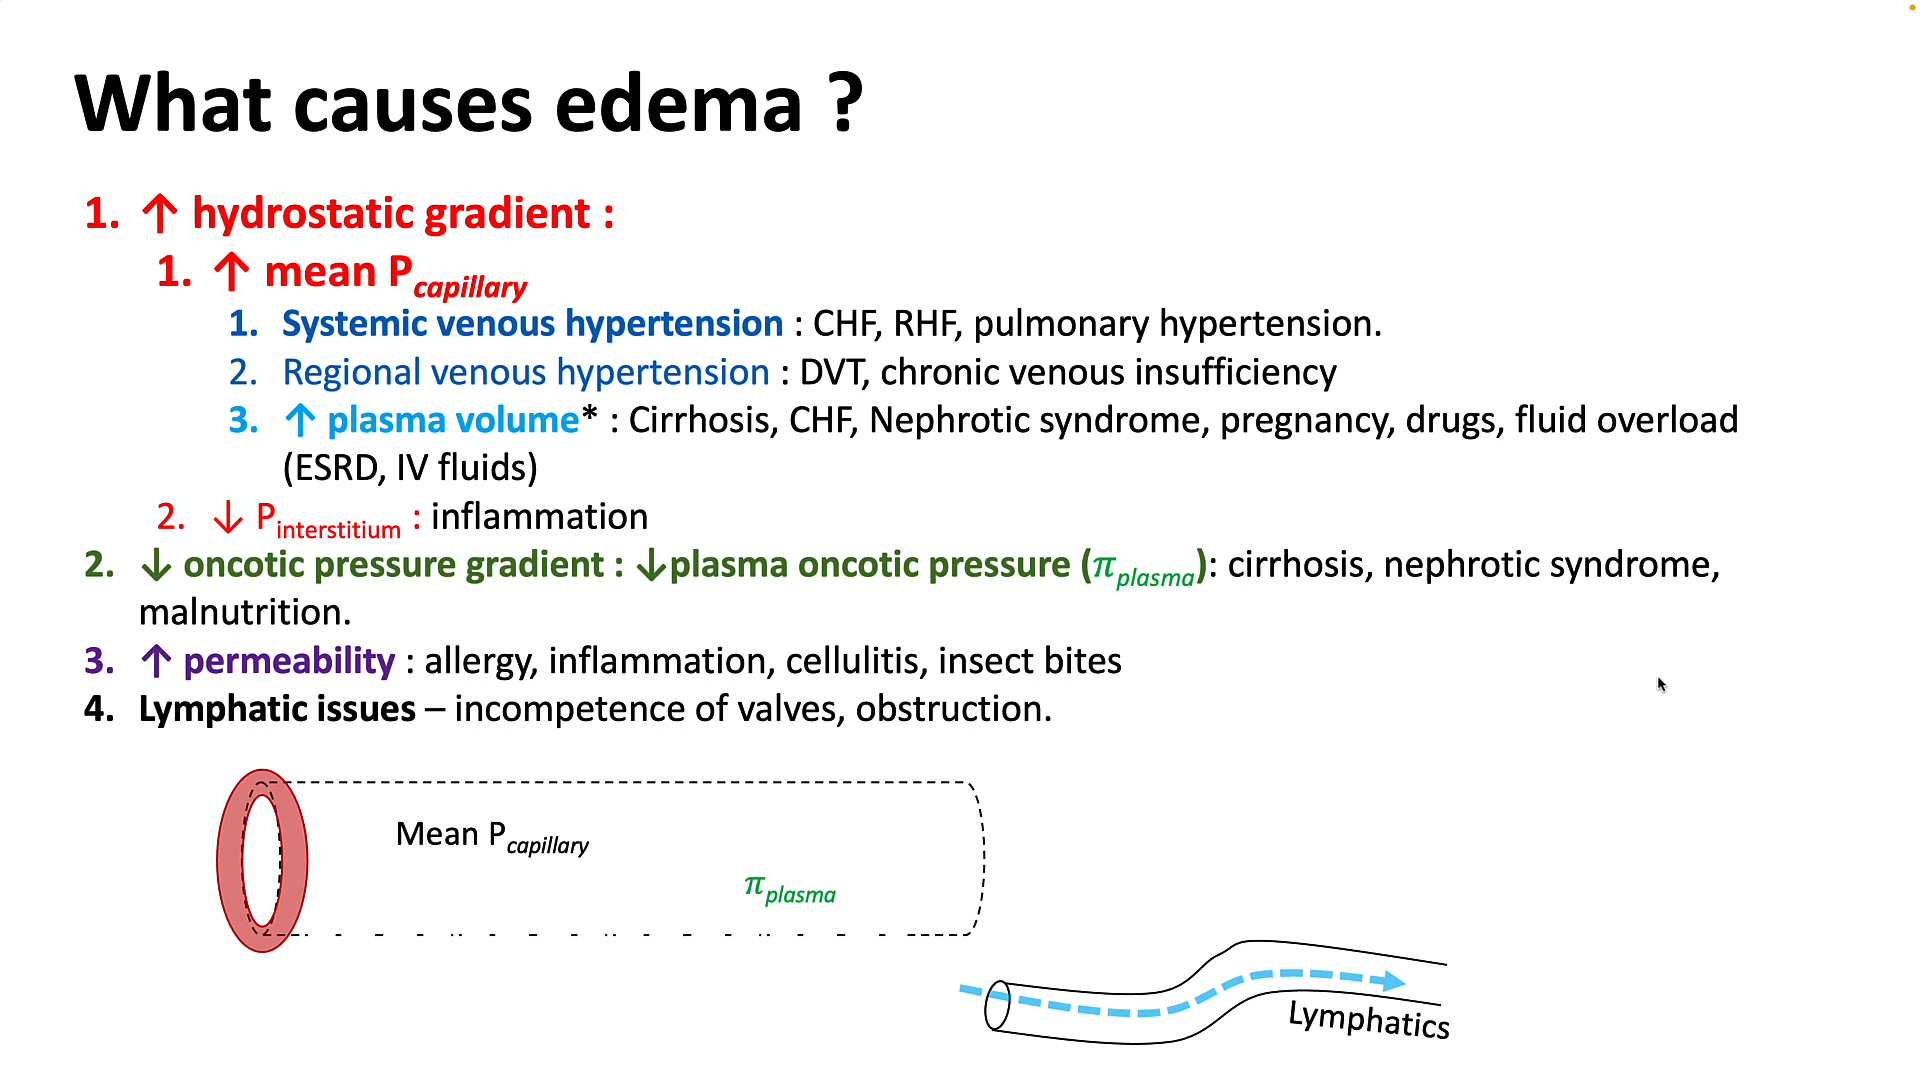 What causes edema ?
1. ↑ hydrostatic gradient :
1. ↑ mean Pcapillary
1. Systemic venous hypertension : CHF, RHF, pulmonary hypertension.
2. Regional venous hypertension : DVT, chronic venous insufficiency
3. ↑ plasma volume* : Cirrhosis, CHF, Nephrotic syndrome, pregnancy, drugs, fluid overload
(ESRD, IV fluids)
2. ↓ Pinterstitium : inflammation
2. ↓ oncotic pressure gradient : ↓plasma oncotic pressure (πplasma): cirrhosis, nephrotic syndrome,
malnutrition.
3. ↑ permeability : allergy, inflammation, cellulitis, insect bites
4. Lymphatic issues – incompetence of valves, obstruction.
Mean Pcapillary
πplasma
Lymphatics